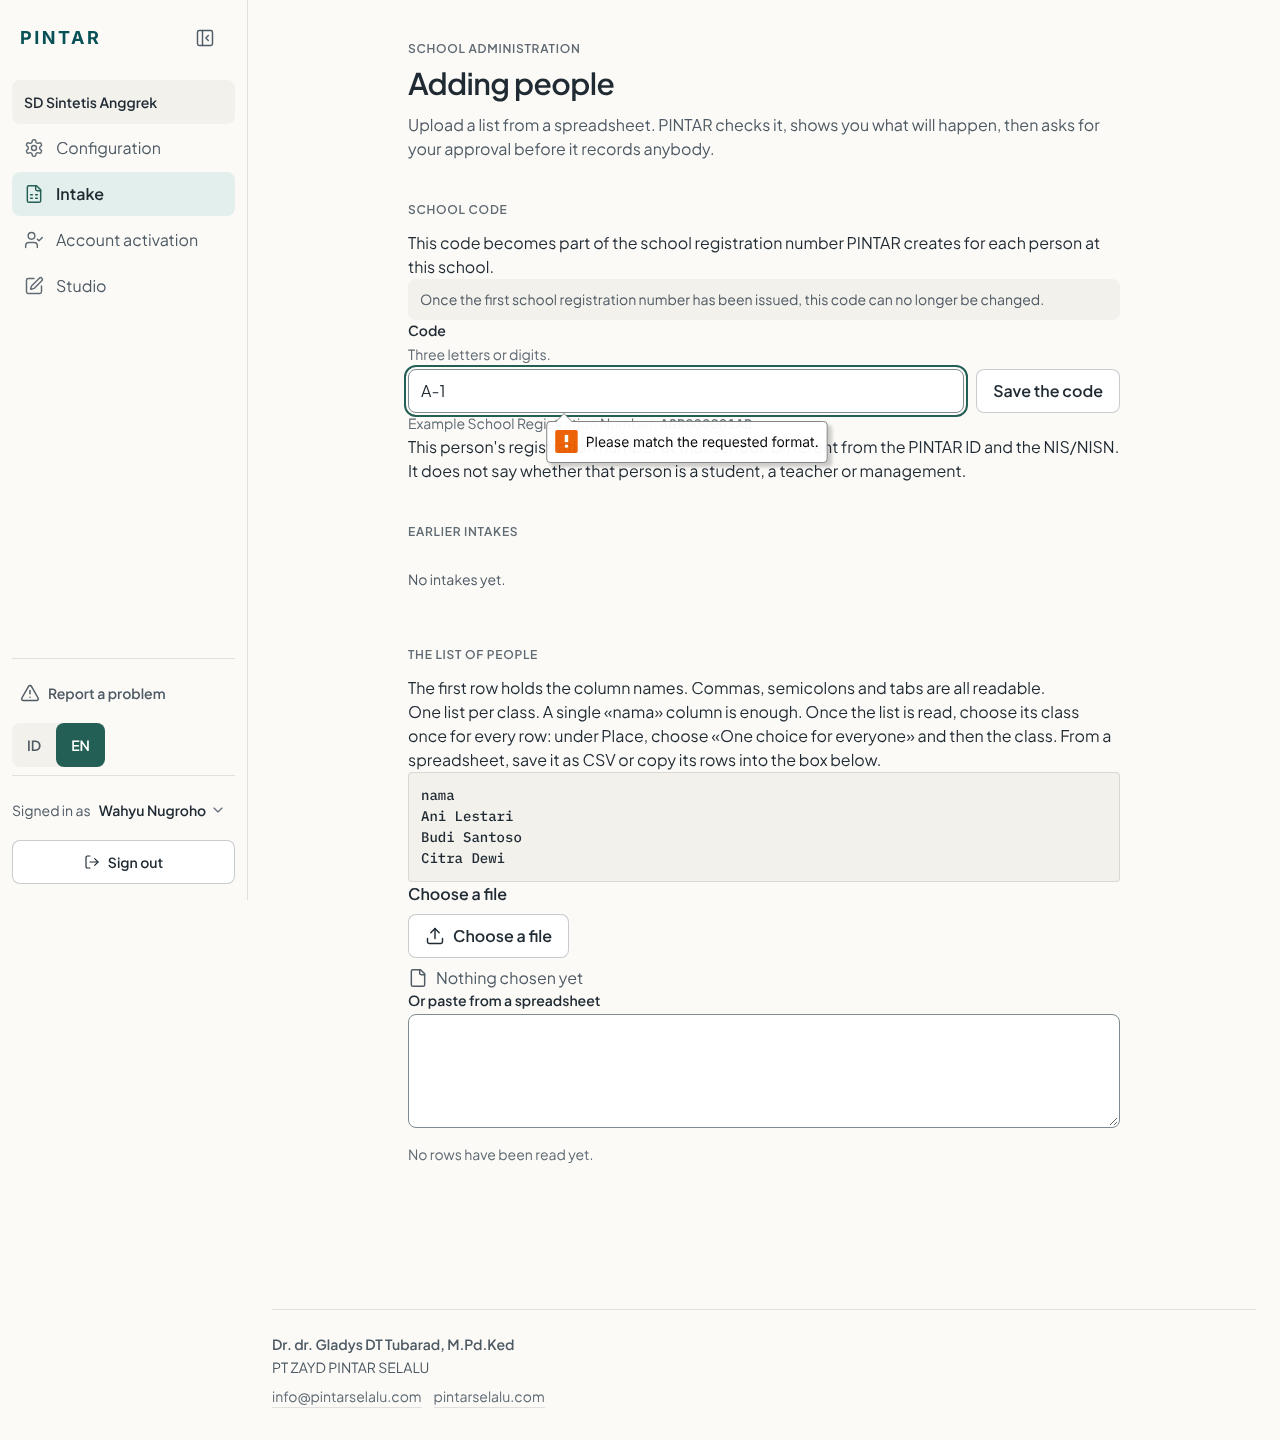 PINTAR
SD Sintetis Anggrek
Configuration
Intake
Account activation
Studio
Report a problem
ID EN
Signed in as Wahyu Nugroho
Sign out
SCHOOL ADMINISTRATION
Adding people
Upload a list from a spreadsheet. PINTAR checks it, shows you what will happen, then asks for
your approval before it records anybody.
SCHOOL CODE
This code becomes part of the school registration number PINTAR creates for each person at
this school.
Once the first school registration number has been issued, this code can no longer be changed.
Code
Three letters or digits.
A-1
Save the code
Example School
Please match the requested format.
This person's from the PINTAR ID and the NIS/NISN.
It does not say whether that person is a student, a teacher or management.
EARLIER INTAKES
No intakes yet.
THE LIST OF PEOPLE
The first row holds the column names. Commas, semicolons and tabs are all readable.
One list per class. A single «nama» column is enough. Once the list is read, choose its class
once for every row: under Place, choose «One choice for everyone» and then the class. From a
spreadsheet, save it as CSV or copy its rows into the box below.
nama
Ani Lestari
Budi Santoso
Citra Dewi
Choose a file
Choose a file
Nothing chosen yet
Or paste from a spreadsheet
No rows have been read yet.
Dr. dr. Gladys DT Tubarad, M.Pd.Ked
PT ZAYD PINTAR SELALU
info@pintarselalu.com pintarselalu.com